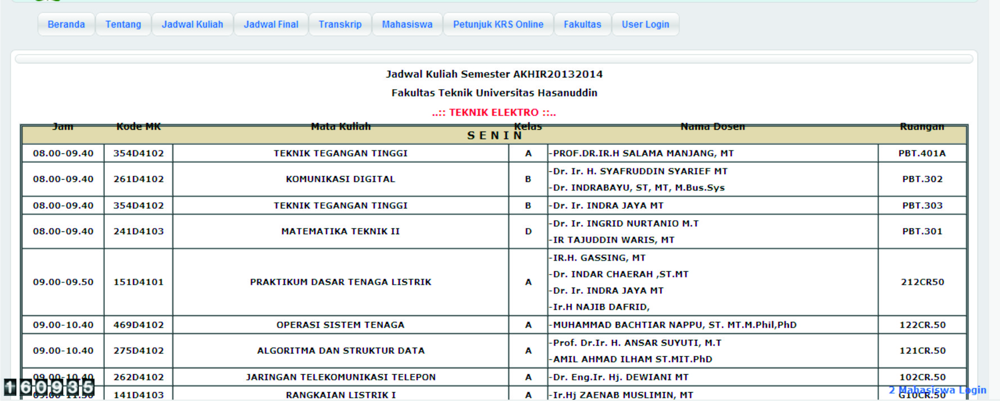 Beranda Tentang Jadwal Kuliah Jadwal Final Transkrip Mahasiswa Petunjuk KRS Online Fakultas User Login
Jadwal Kuliah Semester AKHIR20132014
Fakultas Teknik Universitas Hasanuddin
..:: TEKNIK ELEKTRO ::..
Jam Kode MK Mata Kuliah Kelas Nama Dosen Ruangan
S E N I N
08.00-09.40 354D4102 TEKNIK TEGANGAN TINGGI A -PROF.DR.IR.H SALAMA MANJANG, MT PBT.401A
08.00-09.40 261D4102 KOMUNIKASI DIGITAL B -Dr. Ir. H. SYAFRUDDIN SYARIEF MT
-Dr. INDRABAYU, ST, MT, M.Bus.Sys PBT.302
08.00-09.40 354D4102 TEKNIK TEGANGAN TINGGI B -Dr. Ir. INDRA JAYA MT PBT.303
08.00-09.40 241D4103 MATEMATIKA TEKNIK II D -Dr. Ir. INGRID NURTANIO M.T
-IR TAJUDDIN WARIS, MT PBT.301
09.00-09.50 151D4101 PRAKTIKUM DASAR TENAGA LISTRIK A -IR.H. GASSING, MT
-Dr. INDAR CHAERAH ,ST.MT
-Dr. Ir. INDRA JAYA MT
-Ir.H NAJIB DAFRID, 212CR50
09.00-10.40 469D4102 OPERASI SISTEM TENAGA A -MUHAMMAD BACHTIAR NAPPU, ST. MT.M.Phil,PhD 122CR.50
09.00-10.40 275D4102 ALGORITMA DAN STRUKTUR DATA A -Prof. Dr.Ir. H. ANSAR SUYUTI, M.T
-AMIL AHMAD ILHAM ST.MIT.PhD 121CR.50
09.00-10.40 262D4102 JARINGAN TELEKOMUNIKASI TELEPON A -Dr. Eng.Ir. Hj. DEWIANI MT 102CR.50
160935 2 Mahasiswa Login
141D4103 RANGKAIAN LISTRIK I A -Ir.Hj ZAENAB MUSLIMIN, MT G10CR.50